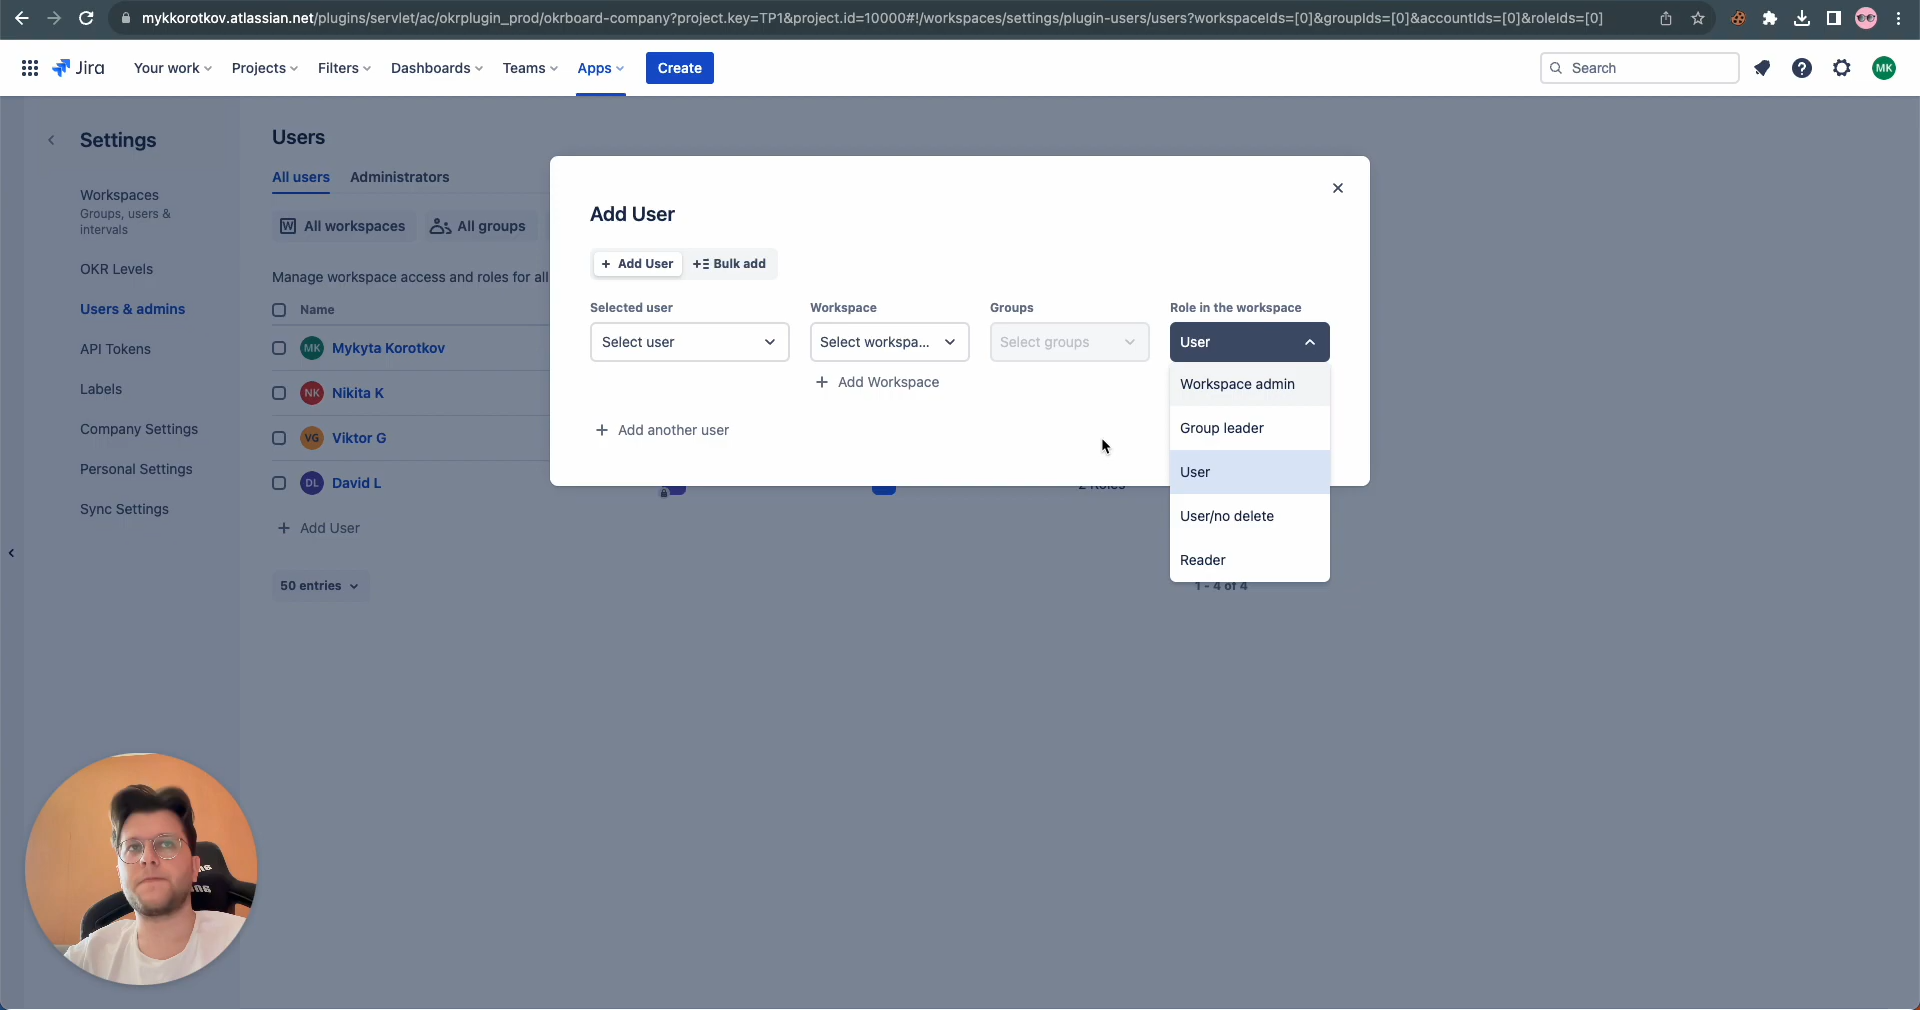 mykkorotkov.atlassian.net/plugins/servlet/ac/okrplugin_prod/okrboard-company?project.key=TP1&project.id=10000#!/workspaces/settings/plugin-users/users?workspaceIds=[0]&groupIds=[0]&accountIds=[0]&roleIds=[0]
Jira
Your work
Projects
Filters
Dashboards
Teams
Apps
Create
Search
MK
Settings
Workspaces
Groups, users &
intervals
OKR Levels
Users & admins
API Tokens
Labels
Company Settings
Personal Settings
Sync Settings
Users
All users
Administrators
W All workspaces
All groups
Manage workspace access and roles for all
Name
MK Mykyta Korotkov
NK Nikita K
VG Viktor G
DL David L
2 Roles
+ Add User
50 entries
1 - 4 of 4
Add User
+ Add User
Bulk add
Selected user
Workspace
Groups
Role in the workspace
Select user
Select workspa...
Select groups
User
+ Add Workspace
+ Add another user
Workspace admin
Group leader
User
User/no delete
Reader